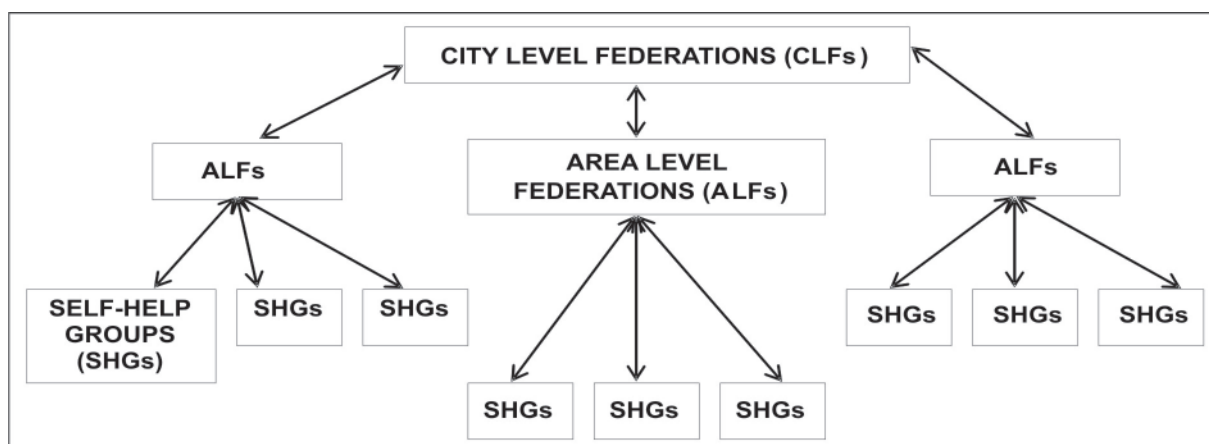 CITY LEVEL FEDERATIONS (CLFs)
ALFs
AREA LEVEL
FEDERATIONS (ALFs)
ALFs
SELF-HELP
GROUPS
(SHGs)
SHGs
SHGs
SHGs
SHGs
SHGs
SHGs
SHGs
SHGs